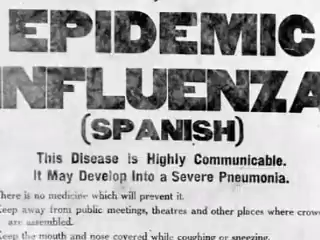 EPIDEMIC
NFLUENZA
(SPANISH)
This Disease is Highly Communicable.
It May Develop Into a Severe Pneumonia.
here is no medicine which will prevent it.
eep away from public meetings, theatres and other places where crow
are assembled.
eep the mouth and nose covered while coughing or sneezing.